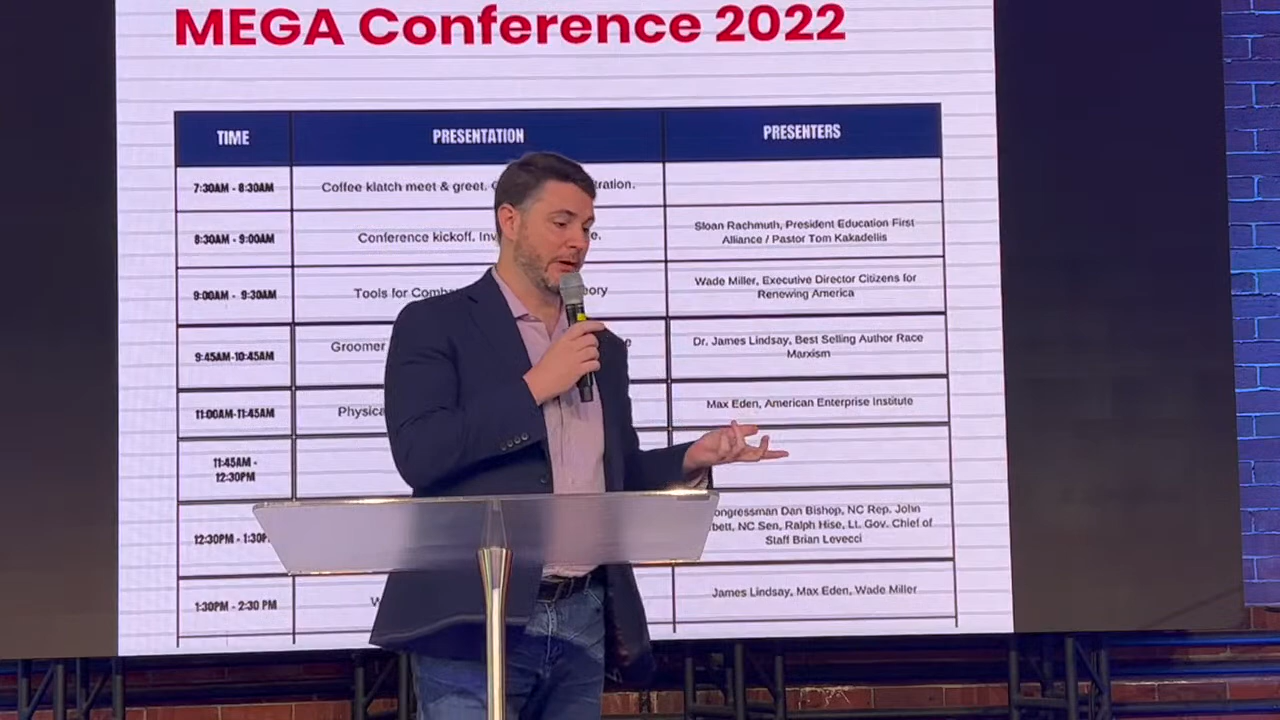 MEGA Conference 2022
TIME PRESENTATION PRESENTERS
7:30AM - 8:30AM Coffee klatch meet & greet. tration.
8:30AM - 9:00AM Conference kickoff. e. Sloan Rachmuth, President Education First
Alliance / Pastor Tom Kakadellis
9:00AM - 9:30AM Tools for eory Wade Miller, Executive Director Citizens for
Renewing America
9:45AM-10:45AM Groomer e Dr. James Lindsay, Best Selling Author Race
Marxism
11:00AM-11:45AM Max Eden, American Enterprise Institute
11:45AM -
12:30PM
12:30PM - ongressman Dan Bishop, NC Rep. John
bett, NC Sen, Ralph Hise, Lt. Gov. Chief of
Staff Brian Levecci
1:30PM - 2:30 PM James Lindsay, Max Eden, Wade Miller